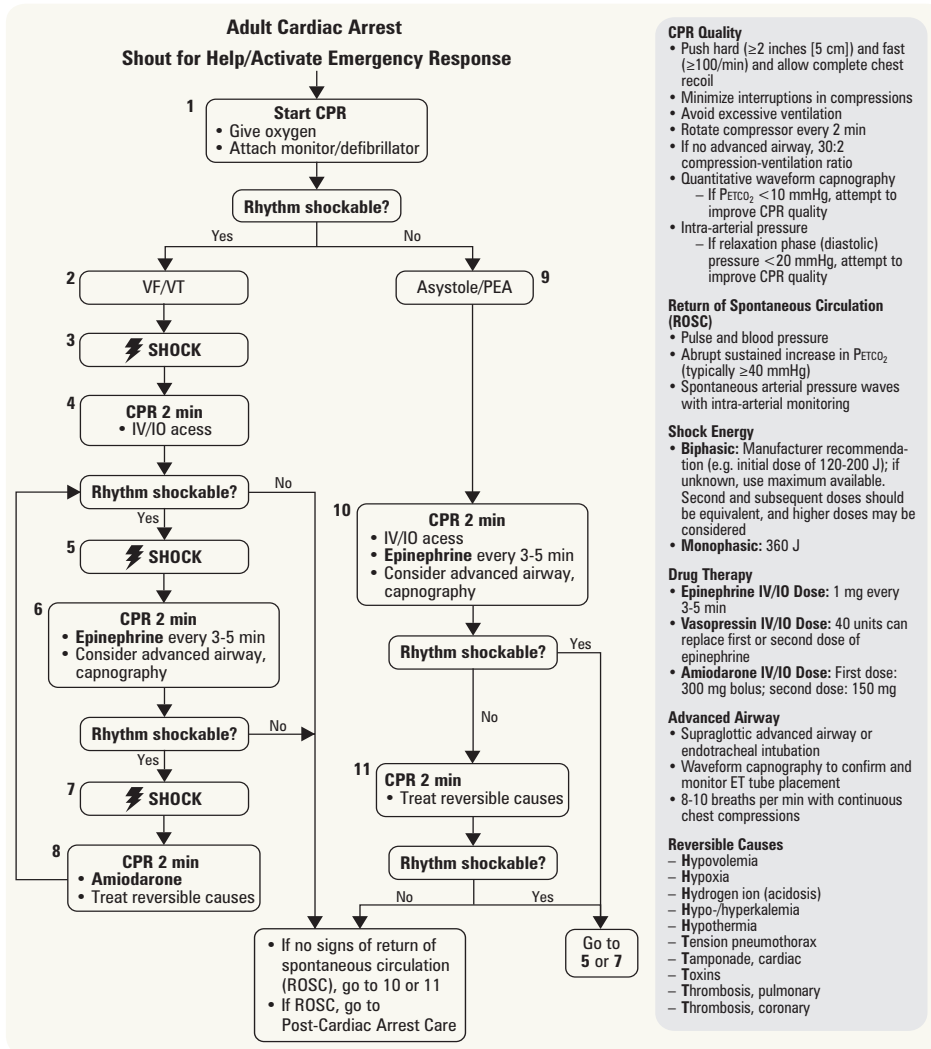 Adult Cardiac Arrest
Shout for Help/Activate Emergency Response
1
Start CPR
• Give oxygen
• Attach monitor/defibrillator
Rhythm shockable?
Yes
No
2
VF/VT
3
SHOCK
4
CPR 2 min
• IV/IO acess
Rhythm shockable?
No
Yes
5
SHOCK
6
CPR 2 min
• Epinephrine every 3-5 min
• Consider advanced airway,
capnography
Rhythm shockable?
No
Yes
7
SHOCK
8
CPR 2 min
• Amiodarone
• Treat reversible causes
9
Asystole/PEA
10
CPR 2 min
• IV/IO acess
• Epinephrine every 3-5 min
• Consider advanced airway,
capnography
Rhythm shockable?
Yes
No
11
CPR 2 min
• Treat reversible causes
Rhythm shockable?
No
Yes
• If no signs of return of
spontaneous circulation
(ROSC), go to 10 or 11
• If ROSC, go to
Post-Cardiac Arrest Care
Go to
5 or 7
CPR Quality
• Push hard (≥2 inches [5 cm]) and fast
(≥100/min) and allow complete chest
recoil
• Minimize interruptions in compressions
• Avoid excessive ventilation
• Rotate compressor every 2 min
• If no advanced airway, 30:2
compression-ventilation ratio
• Quantitative waveform capnography
– If PETCO₂ <10 mmHg, attempt to
improve CPR quality
• Intra-arterial pressure
– If relaxation phase (diastolic)
pressure <20 mmHg, attempt to
improve CPR quality
Return of Spontaneous Circulation
(ROSC)
• Pulse and blood pressure
• Abrupt sustained increase in PETCO₂
(typically ≥40 mmHg)
• Spontaneous arterial pressure waves
with intra-arterial monitoring
Shock Energy
• Biphasic: Manufacturer recommenda-
tion (e.g. initial dose of 120-200 J); if
unknown, use maximum available.
Second and subsequent doses should
be equivalent, and higher doses may be
considered
• Monophasic: 360 J
Drug Therapy
• Epinephrine IV/IO Dose: 1 mg every
3-5 min
• Vasopressin IV/IO Dose: 40 units can
replace first or second dose of
epinephrine
• Amiodarone IV/IO Dose: First dose:
300 mg bolus; second dose: 150 mg
Advanced Airway
• Supraglottic advanced airway or
endotracheal intubation
• Waveform capnography to confirm and
monitor ET tube placement
• 8-10 breaths per min with continuous
chest compressions
Reversible Causes
– Hypovolemia
– Hypoxia
– Hydrogen ion (acidosis)
– Hypo-/hyperkalemia
– Hypothermia
– Tension pneumothorax
– Tamponade, cardiac
– Toxins
– Thrombosis, pulmonary
– Thrombosis, coronary